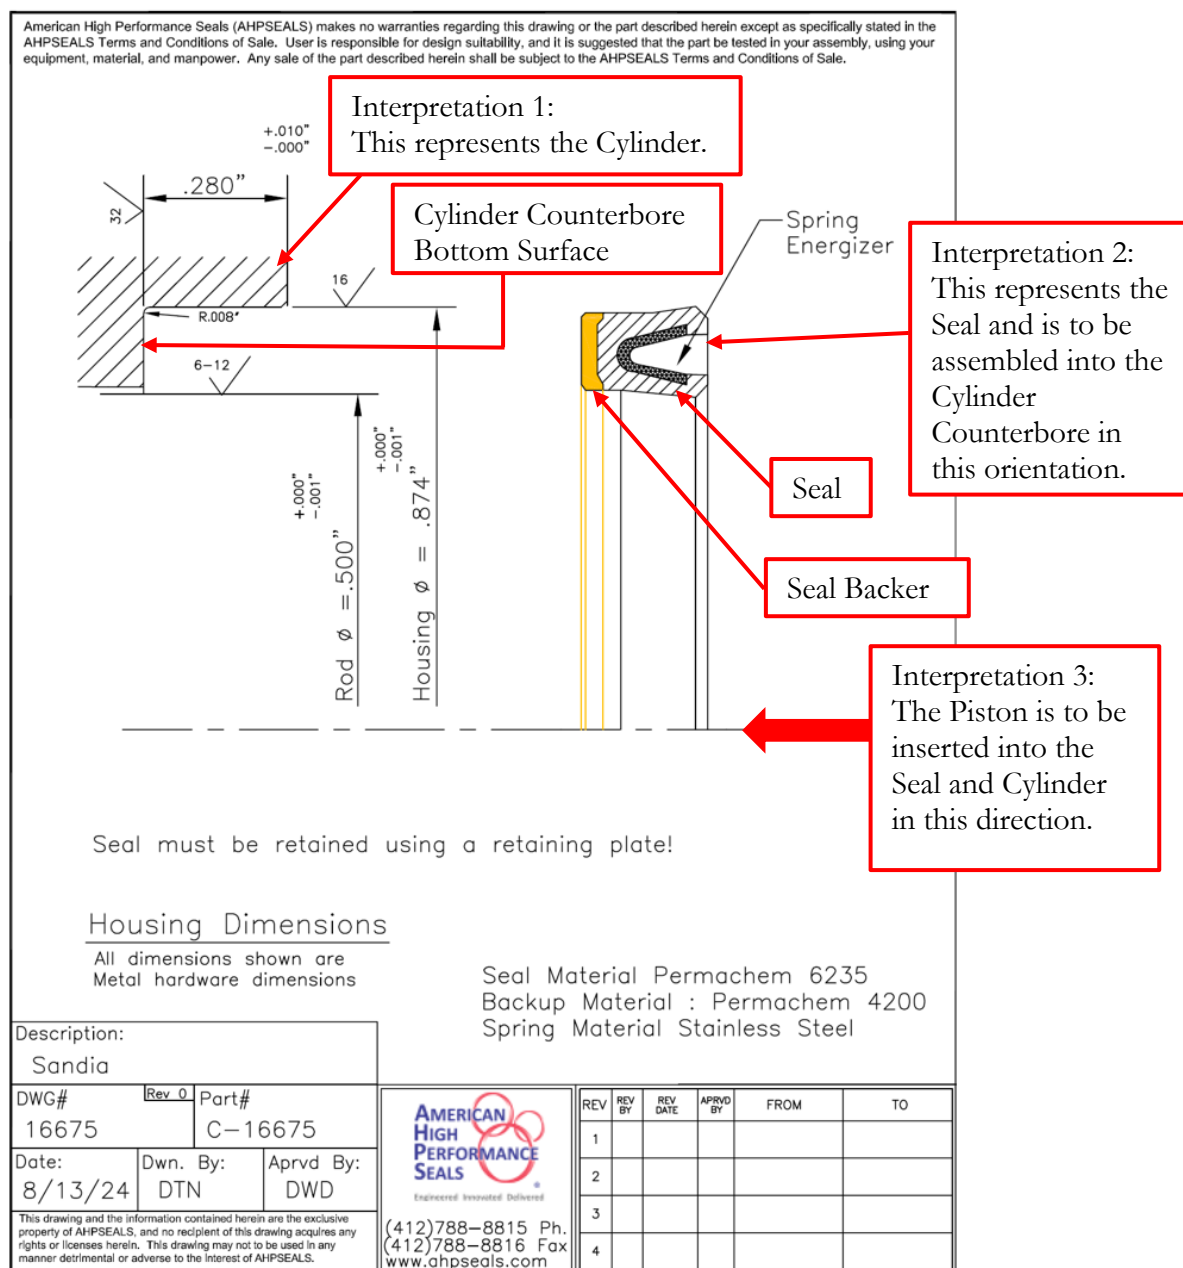 American High Performance Seals (AHPSEALS) makes no warranties regarding this drawing or the part described herein except as specifically stated in the
AHPSEALS Terms and Conditions of Sale.  User is responsible for design suitability, and it is suggested that the part be tested in your assembly, using your
equipment, material, and manpower.  Any sale of the part described herein shall be subject to the AHPSEALS Terms and Conditions of Sale.
Interpretation 1:
This represents the Cylinder.
+.010"
-.000"
.280"
32
Cylinder Counterbore
Bottom Surface
Spring
Energizer
Interpretation 2:
This represents the
Seal and is to be
assembled into the
Cylinder
Counterbore in
this orientation.
16
R.008"
6-12
+.000"
-.001"
Rod ø =.500"
+.000"
-.001"
Housing ø = .874"
Seal
Seal Backer
Interpretation 3:
The Piston is to be
inserted into the
Seal and Cylinder
in this direction.
Seal must be retained using a retaining plate!
Housing Dimensions
All dimensions shown are
Metal hardware dimensions
Seal Material Permachem 6235
Backup Material : Permachem 4200
Spring Material Stainless Steel
Description:
Sandia
DWG#
Rev 0
16675
Part#
C-16675
Date:
8/13/24
Dwn. By:
DTN
Aprvd By:
DWD
This drawing and the information contained herein are the exclusive
property of AHPSEALS, and no recipient of this drawing acquires any
rights or licenses herein.  This drawing may not to be used in any
manner detrimental or adverse to the interest of AHPSEALS.
AMERICAN
HIGH
PERFORMANCE
SEALS
Engineered Innovated Delivered
(412)788-8815 Ph.
(412)788-8816 Fax
www.ahpseals.com
REV
REV BY
REV DATE
APRVD BY
FROM
TO
1
2
3
4